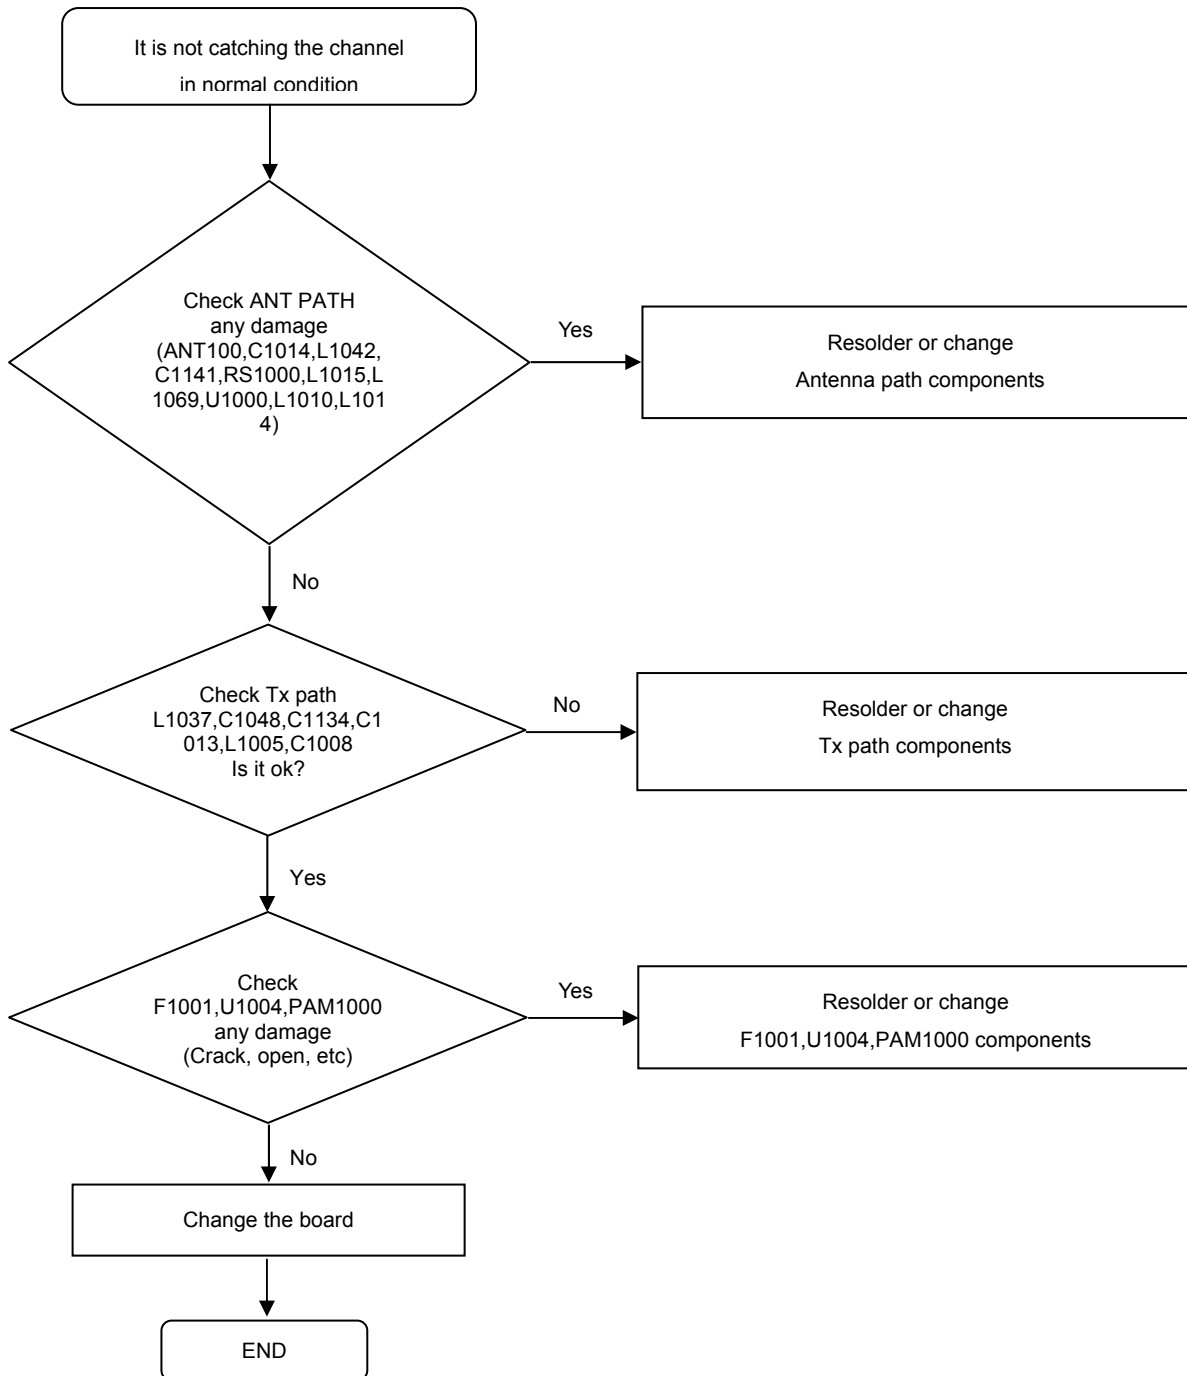 It is not catching the channel
in normal condition
Check ANT PATH
any damage
(ANT100,C1014,L1042,
C1141,RS1000,L1015,L
1069,U1000,L1010,L101
4)
Yes
Resolder or change
Antenna path components
No
Check Tx path
L1037,C1048,C1134,C1
013,L1005,C1008
Is it ok?
No
Resolder or change
Tx path components
Yes
Check
F1001,U1004,PAM1000
any damage
(Crack, open, etc)
Yes
Resolder or change
F1001,U1004,PAM1000 components
No
Change the board
END